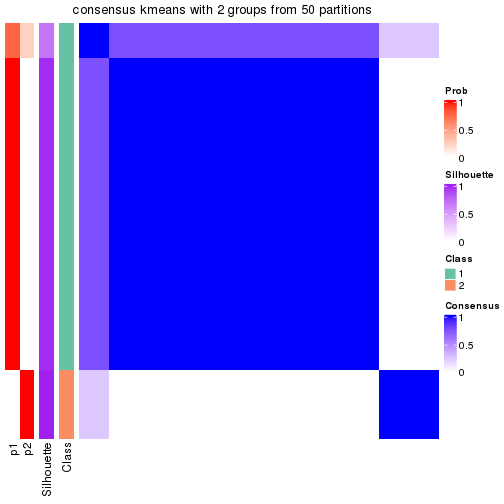 consensus kmeans with 2 groups from 50 partitions
Prob
1
0.5
0
Silhouette
1
0.5
0
Class
1
2
Consensus
1
0.5
0
p1
p2
Silhouette
Class